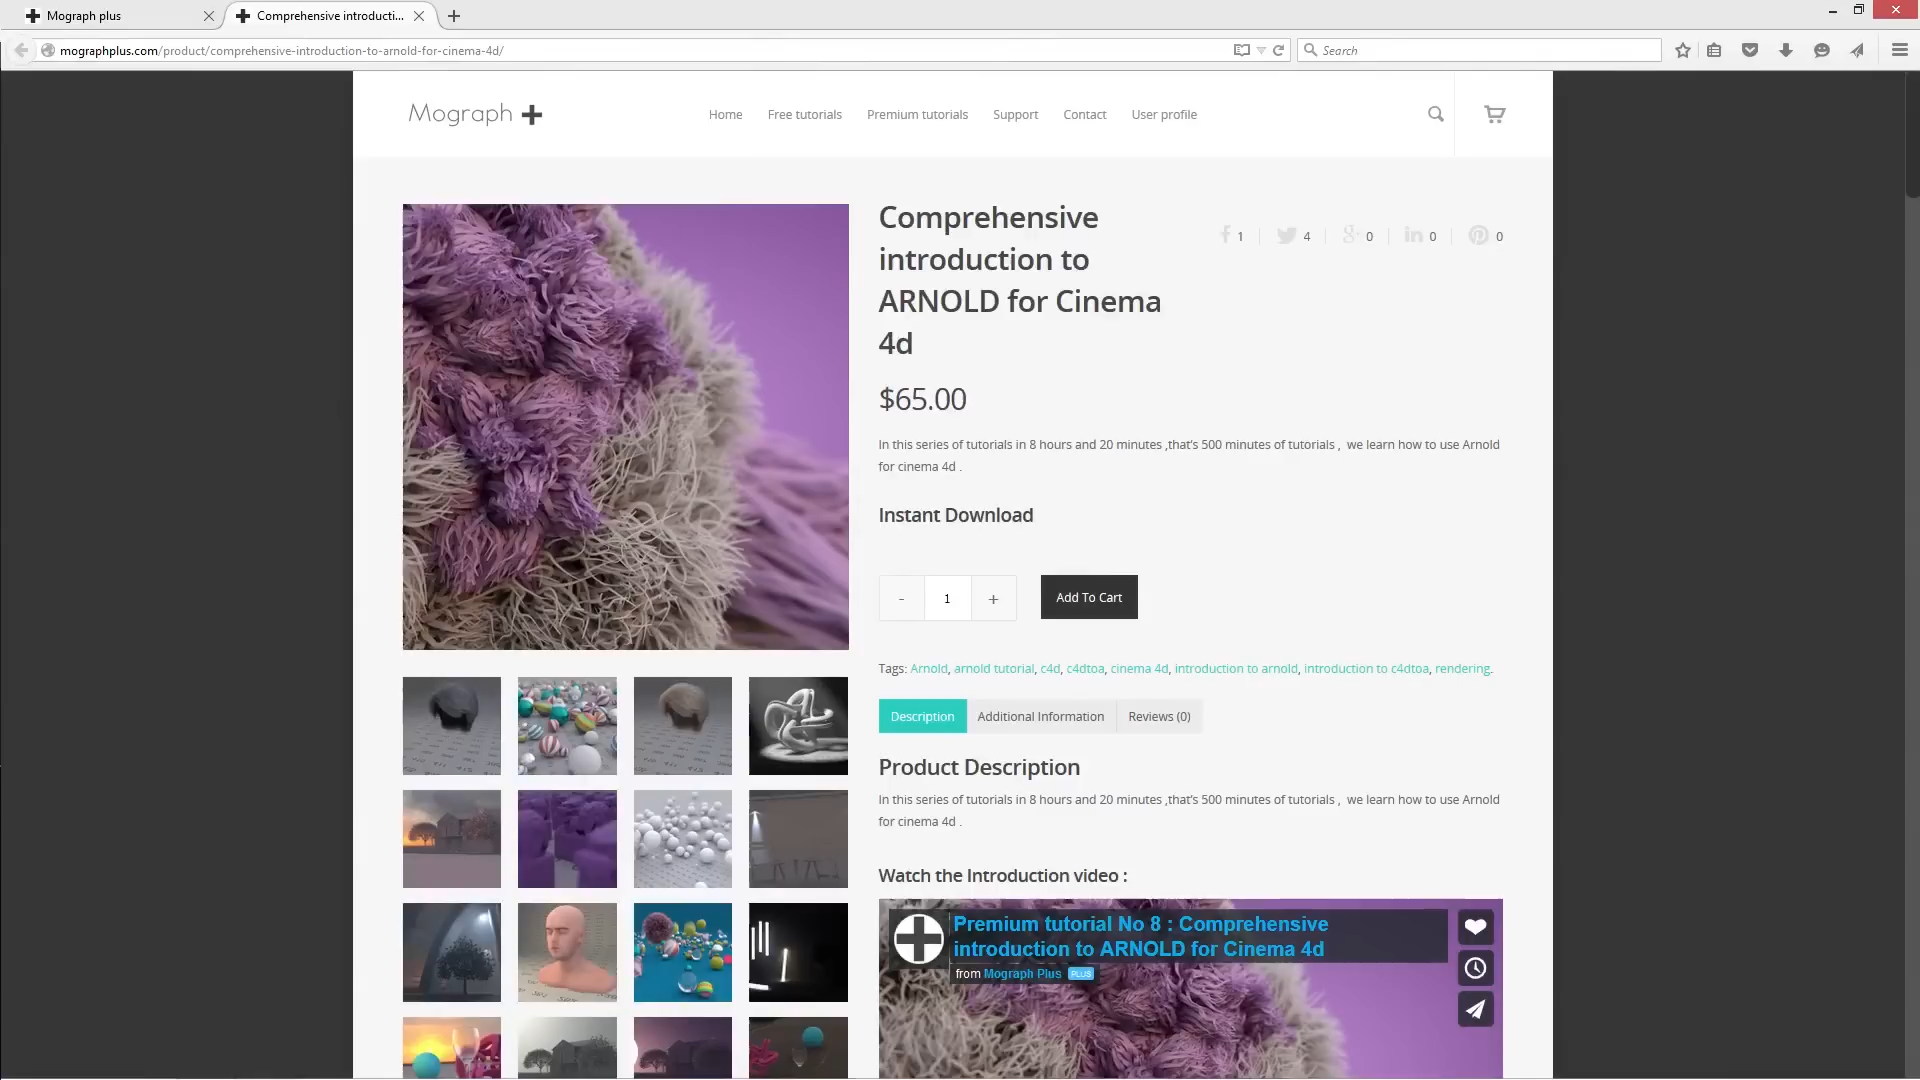 Mograph plus
Comprehensive introducti...
mographplus.com/product/comprehensive-introduction-to-arnold-for-cinema-4d/
Search
Mograph
Home
Free tutorials
Premium tutorials
Support
Contact
User profile
Comprehensive
introduction to
ARNOLD for Cinema
4d
1
4
0
0
0
$65.00
In this series of tutorials in 8 hours and 20 minutes ,that's 500 minutes of tutorials , we learn how to use Arnold
for cinema 4d .
Instant Download
- 1 +
Add To Cart
Tags: Arnold, arnold tutorial, c4d, c4dtoa, cinema 4d, introduction to arnold, introduction to c4dtoa, rendering.
Description
Additional Information
Reviews (0)
Product Description
In this series of tutorials in 8 hours and 20 minutes ,that's 500 minutes of tutorials , we learn how to use Arnold
for cinema 4d .
Watch the Introduction video :
Premium tutorial No 8 : Comprehensive
introduction to ARNOLD for Cinema 4d
from Mograph Plus PLUS